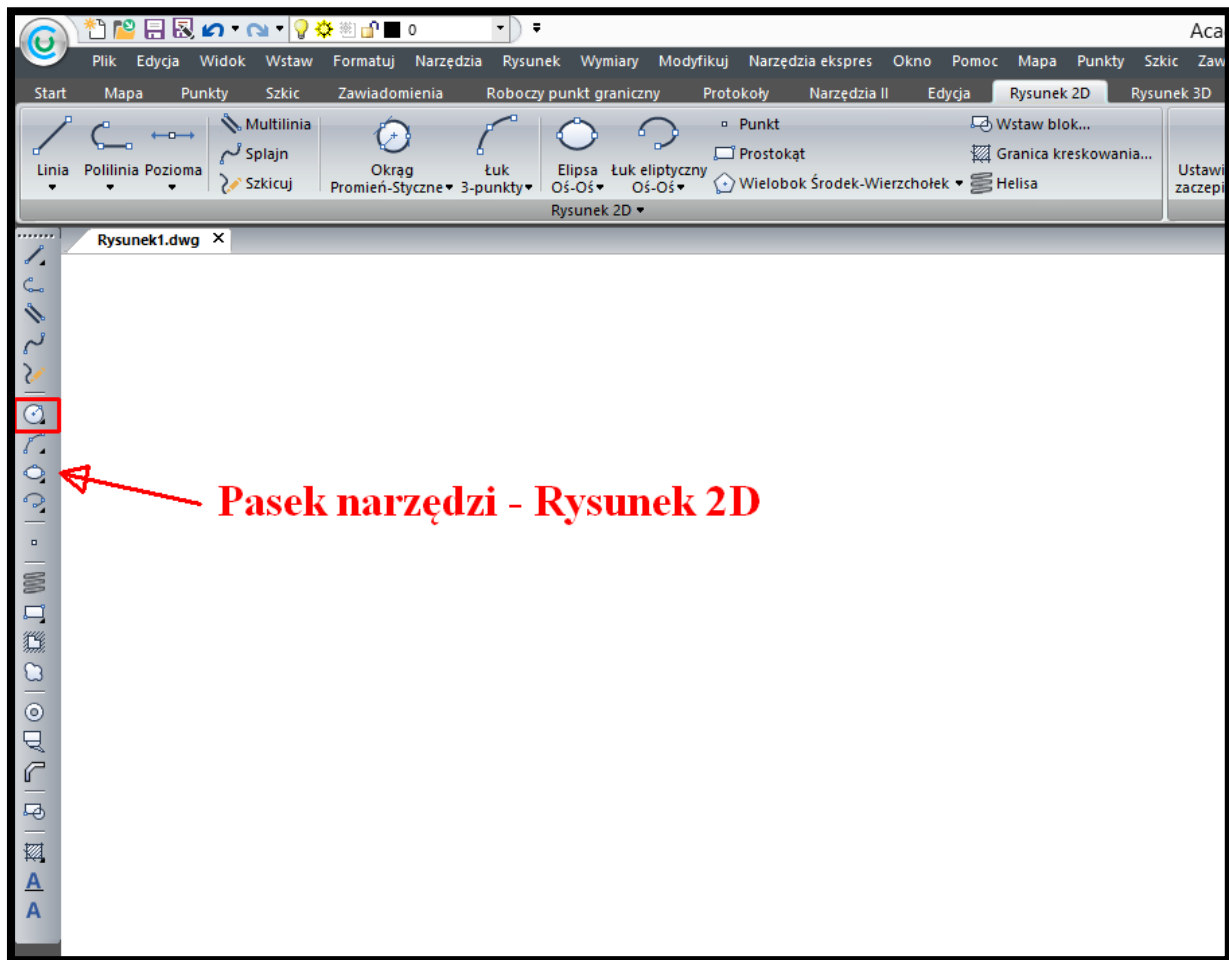 0
Aca
Plik Edycja Widok Wstaw Formatuj Narzędzia Rysunek Wymiary Modyfikuj Narzędzia ekspres Okno Pomoc Mapa Punkty Szkic Zaw
Start Mapa Punkty Szkic Zawiadomienia Roboczy punkt graniczny Protokoły Narzędzia II Edycja Rysunek 2D Rysunek 3D
Linia
Polilinia
Pozioma
Multilinia
Splajn
Szkicuj
Okrąg
Promień-Styczne
Łuk
3-punkty
Elipsa
Oś-Oś
Łuk eliptyczny
Oś-Oś
Punkt
Prostokąt
Wielobok Środek-Wierzchołek
Wstaw blok...
Granica kreskowania...
Helisa
Ustawi
zaczepi
Rysunek 2D
Rysunek1.dwg X
Pasek narzędzi - Rysunek 2D
A
A